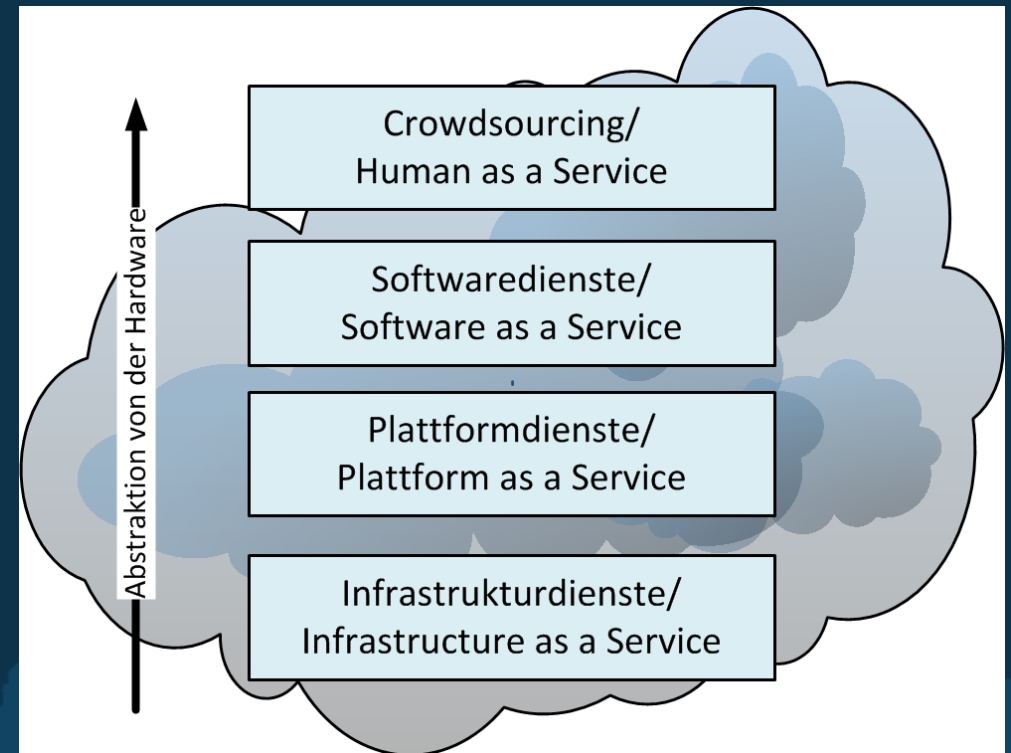 Crowdsourcing/
Human as a Service
Softwaredienste/
Software as a Service
Plattformdienste/
Plattform as a Service
Infrastrukturdienste/
Infrastructure as a Service
Abstraktion von der Hardware